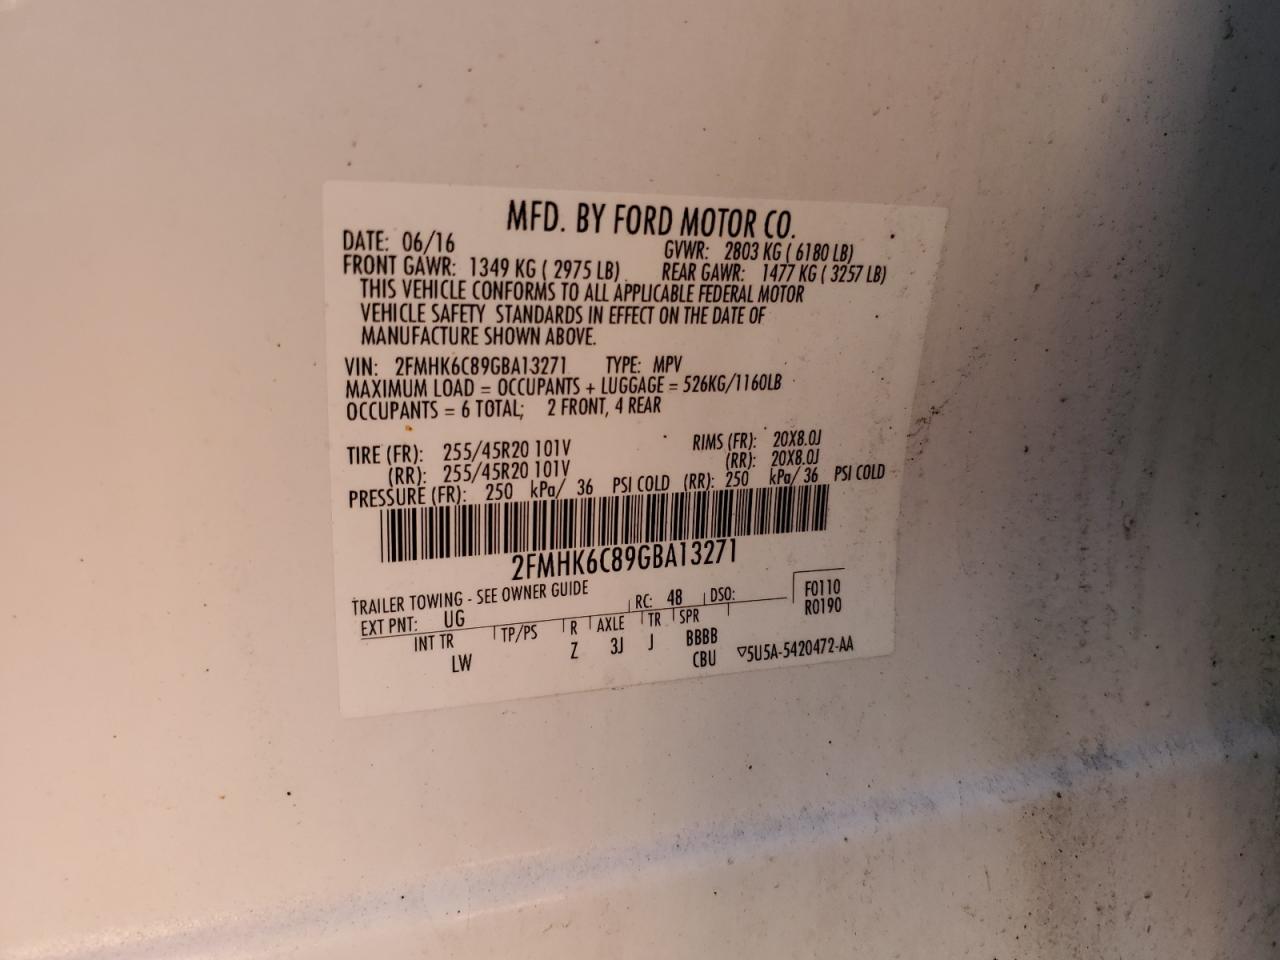 MFD. BY FORD MOTOR CO.
DATE: 06/16 GVWR: 2803 KG ( 6180 LB)
FRONT GAWR: 1349 KG ( 2975 LB) REAR GAWR: 1477 KG ( 3257 LB)
THIS VEHICLE CONFORMS TO ALL APPLICABLE FEDERAL MOTOR
VEHICLE SAFETY STANDARDS IN EFFECT ON THE DATE OF
MANUFACTURE SHOWN ABOVE.
VIN: 2FMHK6C89GBA13271 TYPE: MPV
MAXIMUM LOAD = OCCUPANTS + LUGGAGE = 526KG/1160LB
OCCUPANTS = 6 TOTAL; 2 FRONT, 4 REAR
TIRE (FR): 255/45R20 101V RIMS (FR): 20X8.0J
(RR): 255/45R20 101V (RR): 20X8.0J
PRESSURE (FR): 250 kPa/ 36 PSI COLD (RR): 250 kPa/ 36 PSI COLD
2FMHK6C89GBA13271
TRAILER TOWING - SEE OWNER GUIDE
EXT PNT: UG RC: 48 DSO: F0110
R0190
INT TR TP/PS R AXLE TR SPR
LW Z 3J J BBBB
CBU ▽5U5A-5420472-AA